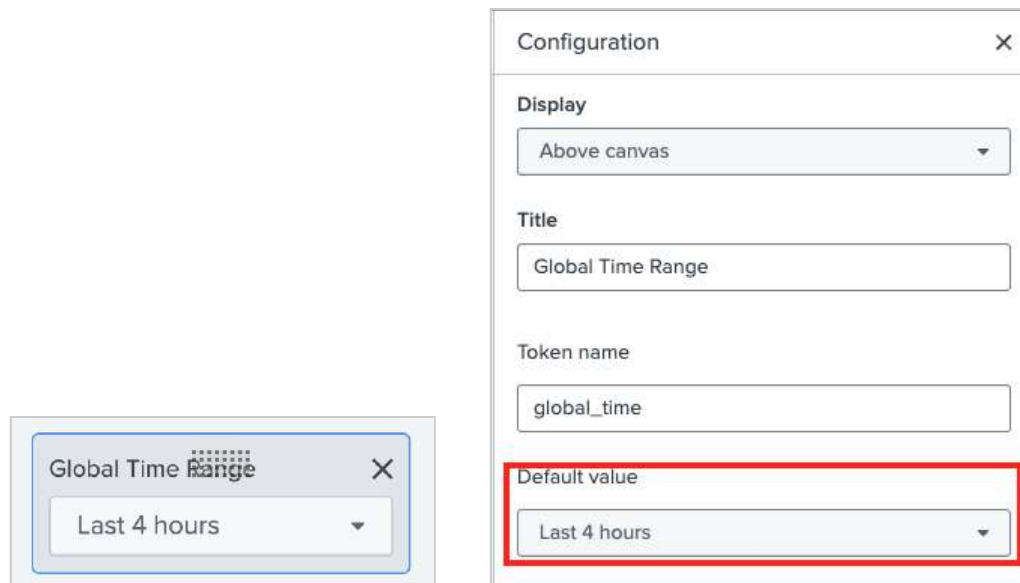 Global Time Range
Last 4 hours
Configuration
Display
Above canvas
Title
Global Time Range
Token name
global_time
Default value
Last 4 hours